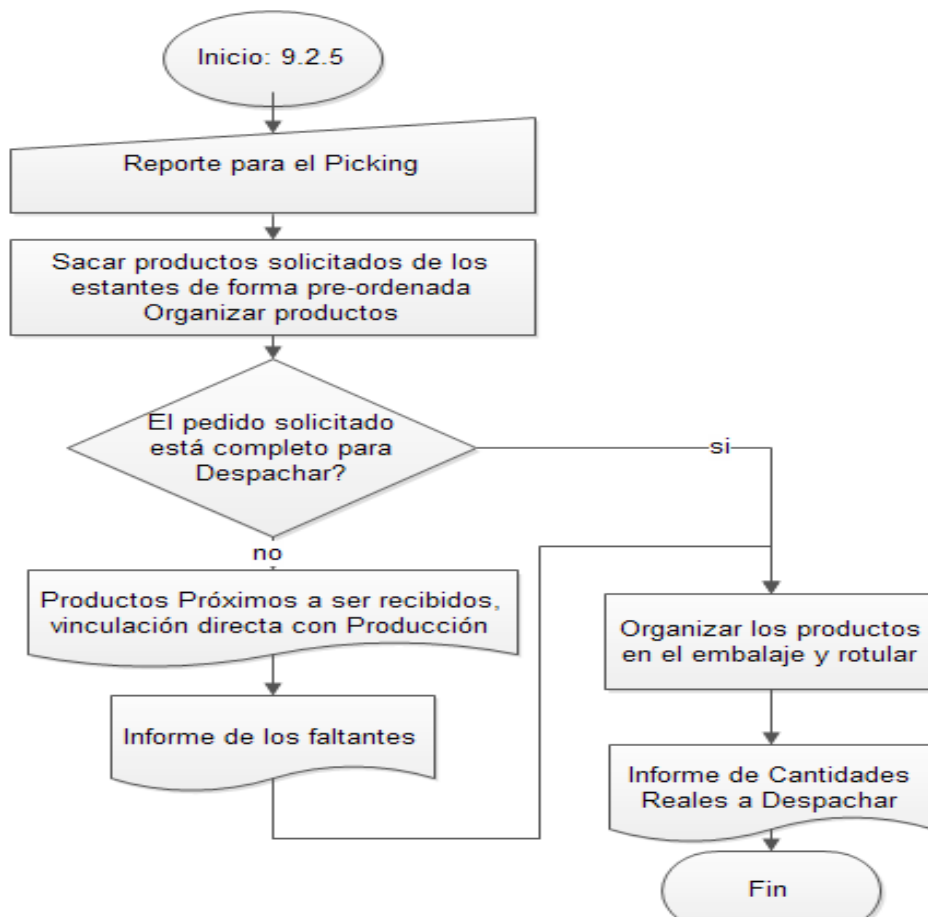 Inicio: 9.2.5
Reporte para el Picking
Sacar productos solicitados de los
estantes de forma pre-ordenada
Organizar productos
El pedido solicitado
está completo para
Despachar?
si
no
Productos Próximos a ser recibidos,
vinculación directa con Producción
Informe de los faltantes
Organizar los productos
en el embalaje y rotular
Informe de Cantidades
Reales a Despachar
Fin